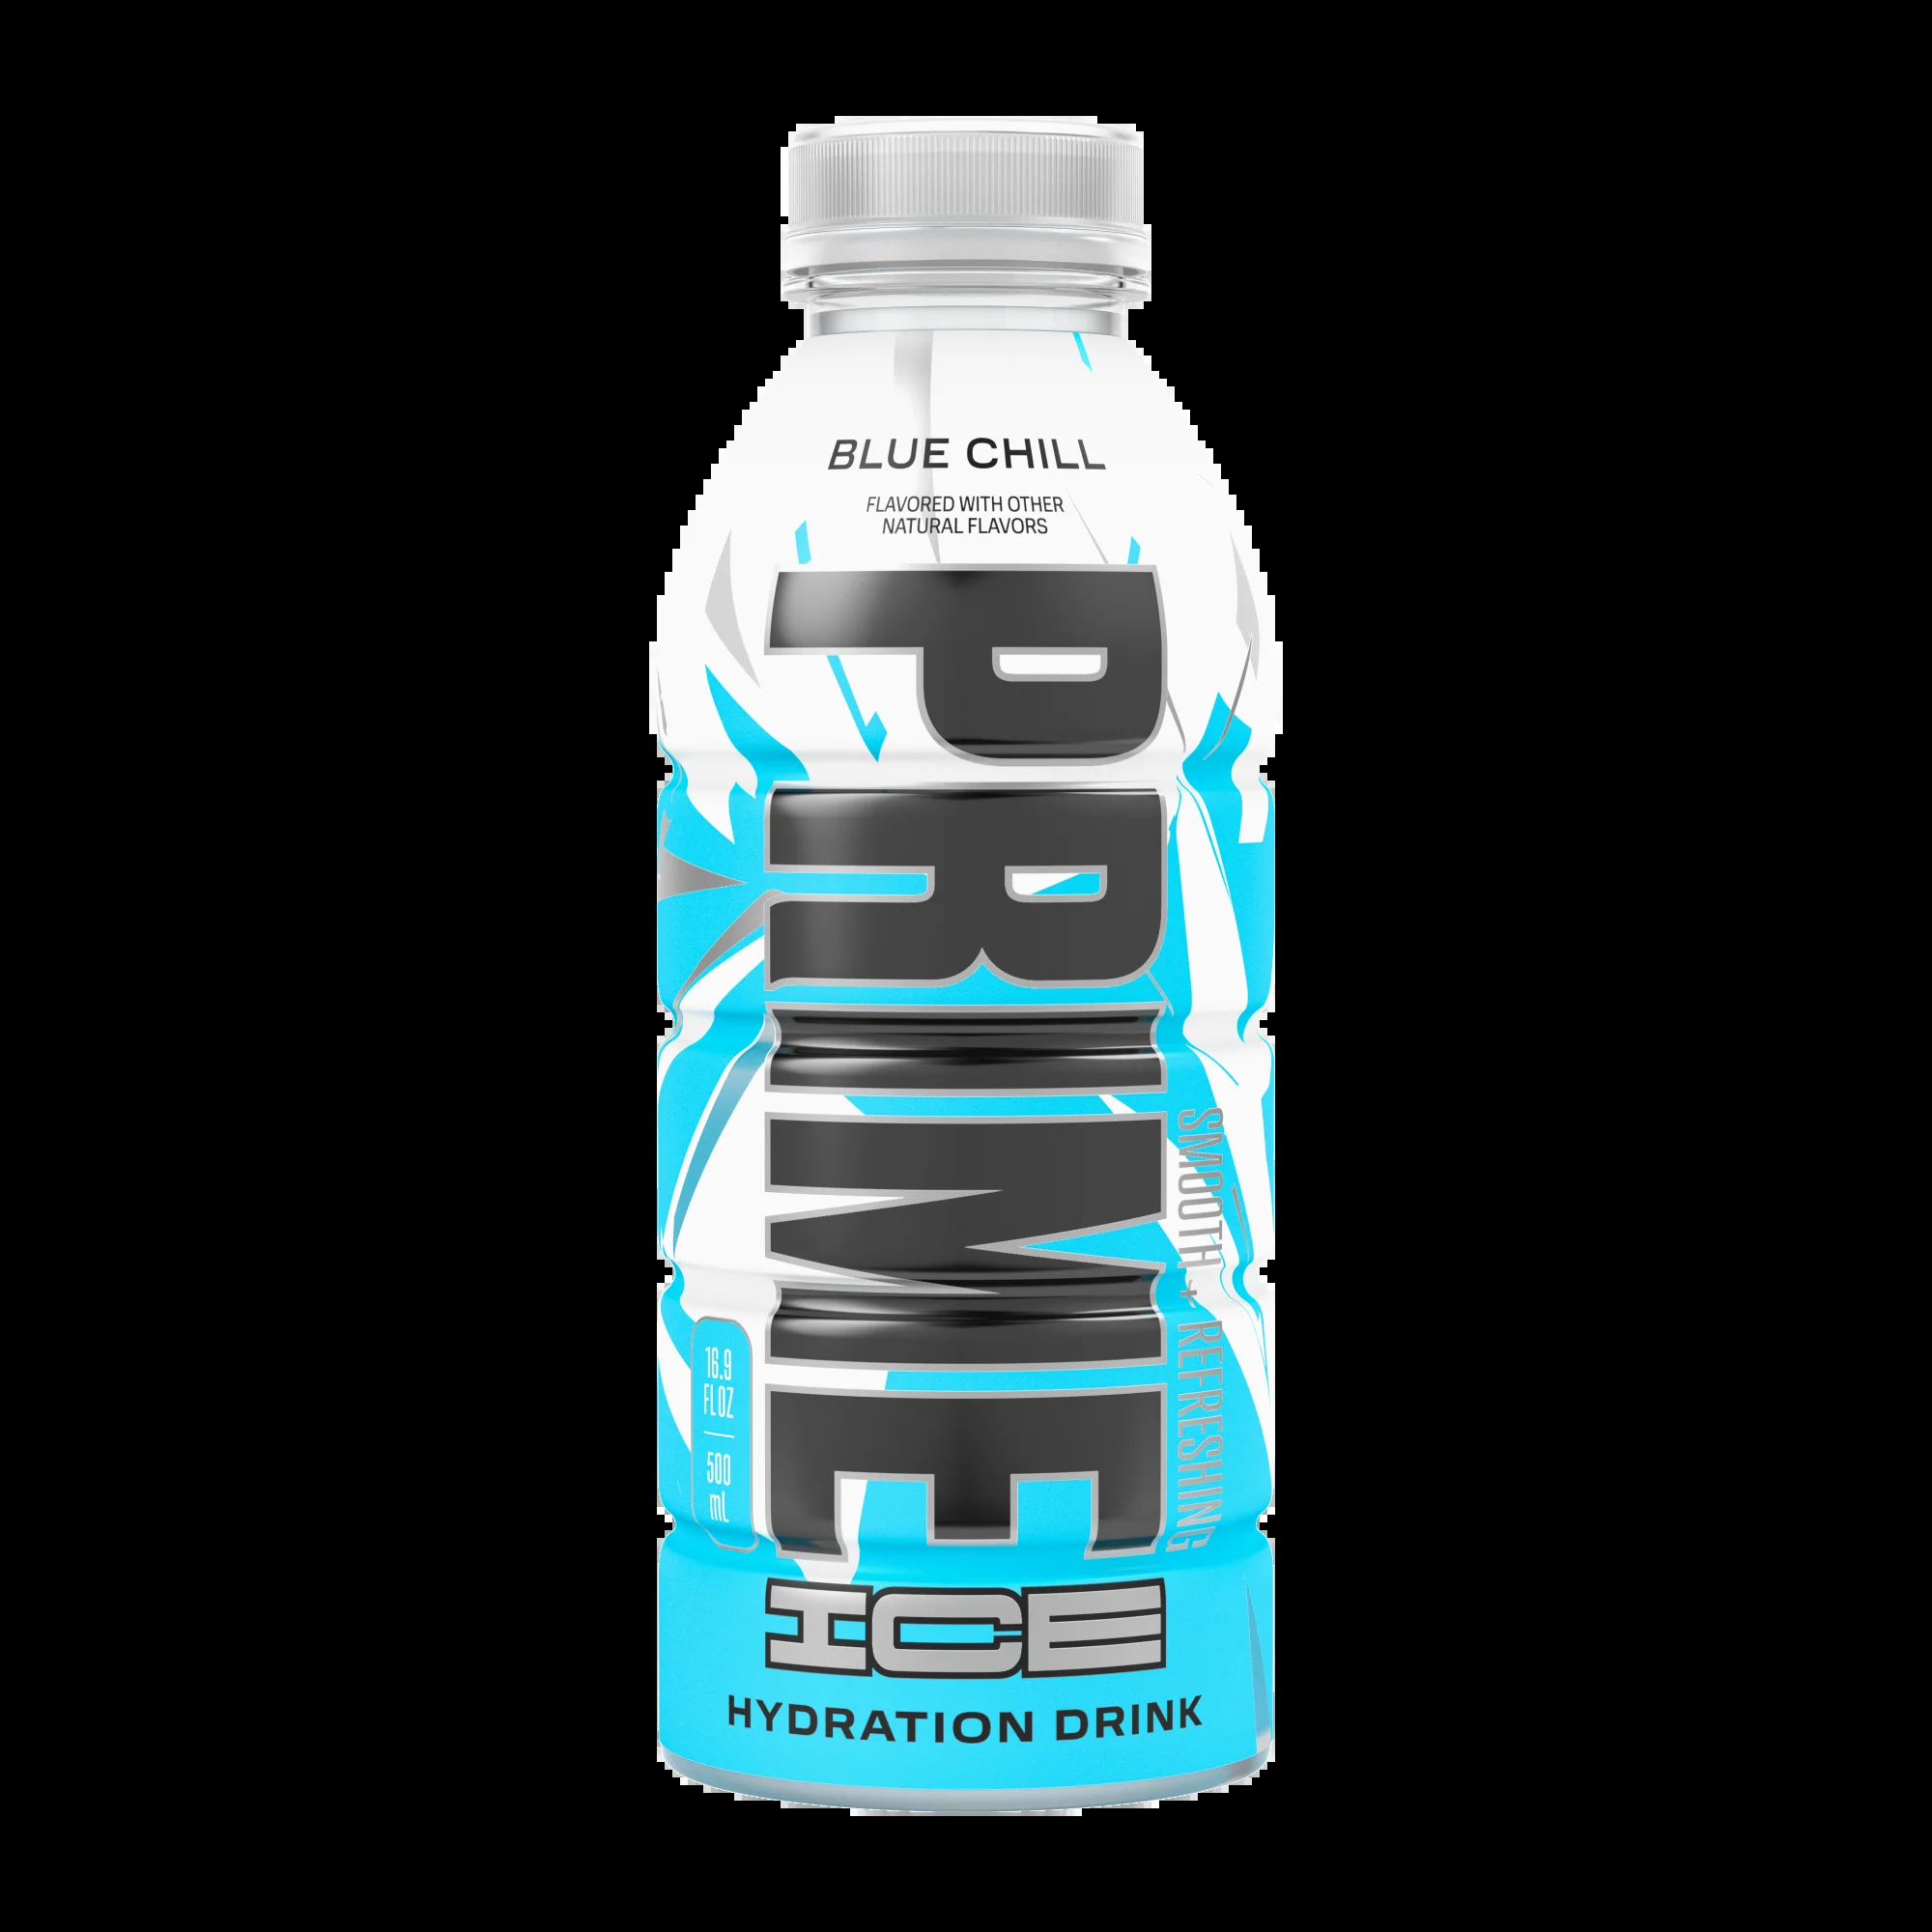 BLUE CHILL
FLAVORED WITH OTHER
NATURAL FLAVORS
PRIME
SMOOTH + REFRESHING
16.9
FL OZ
500
mL
ICE
HYDRATION DRINK